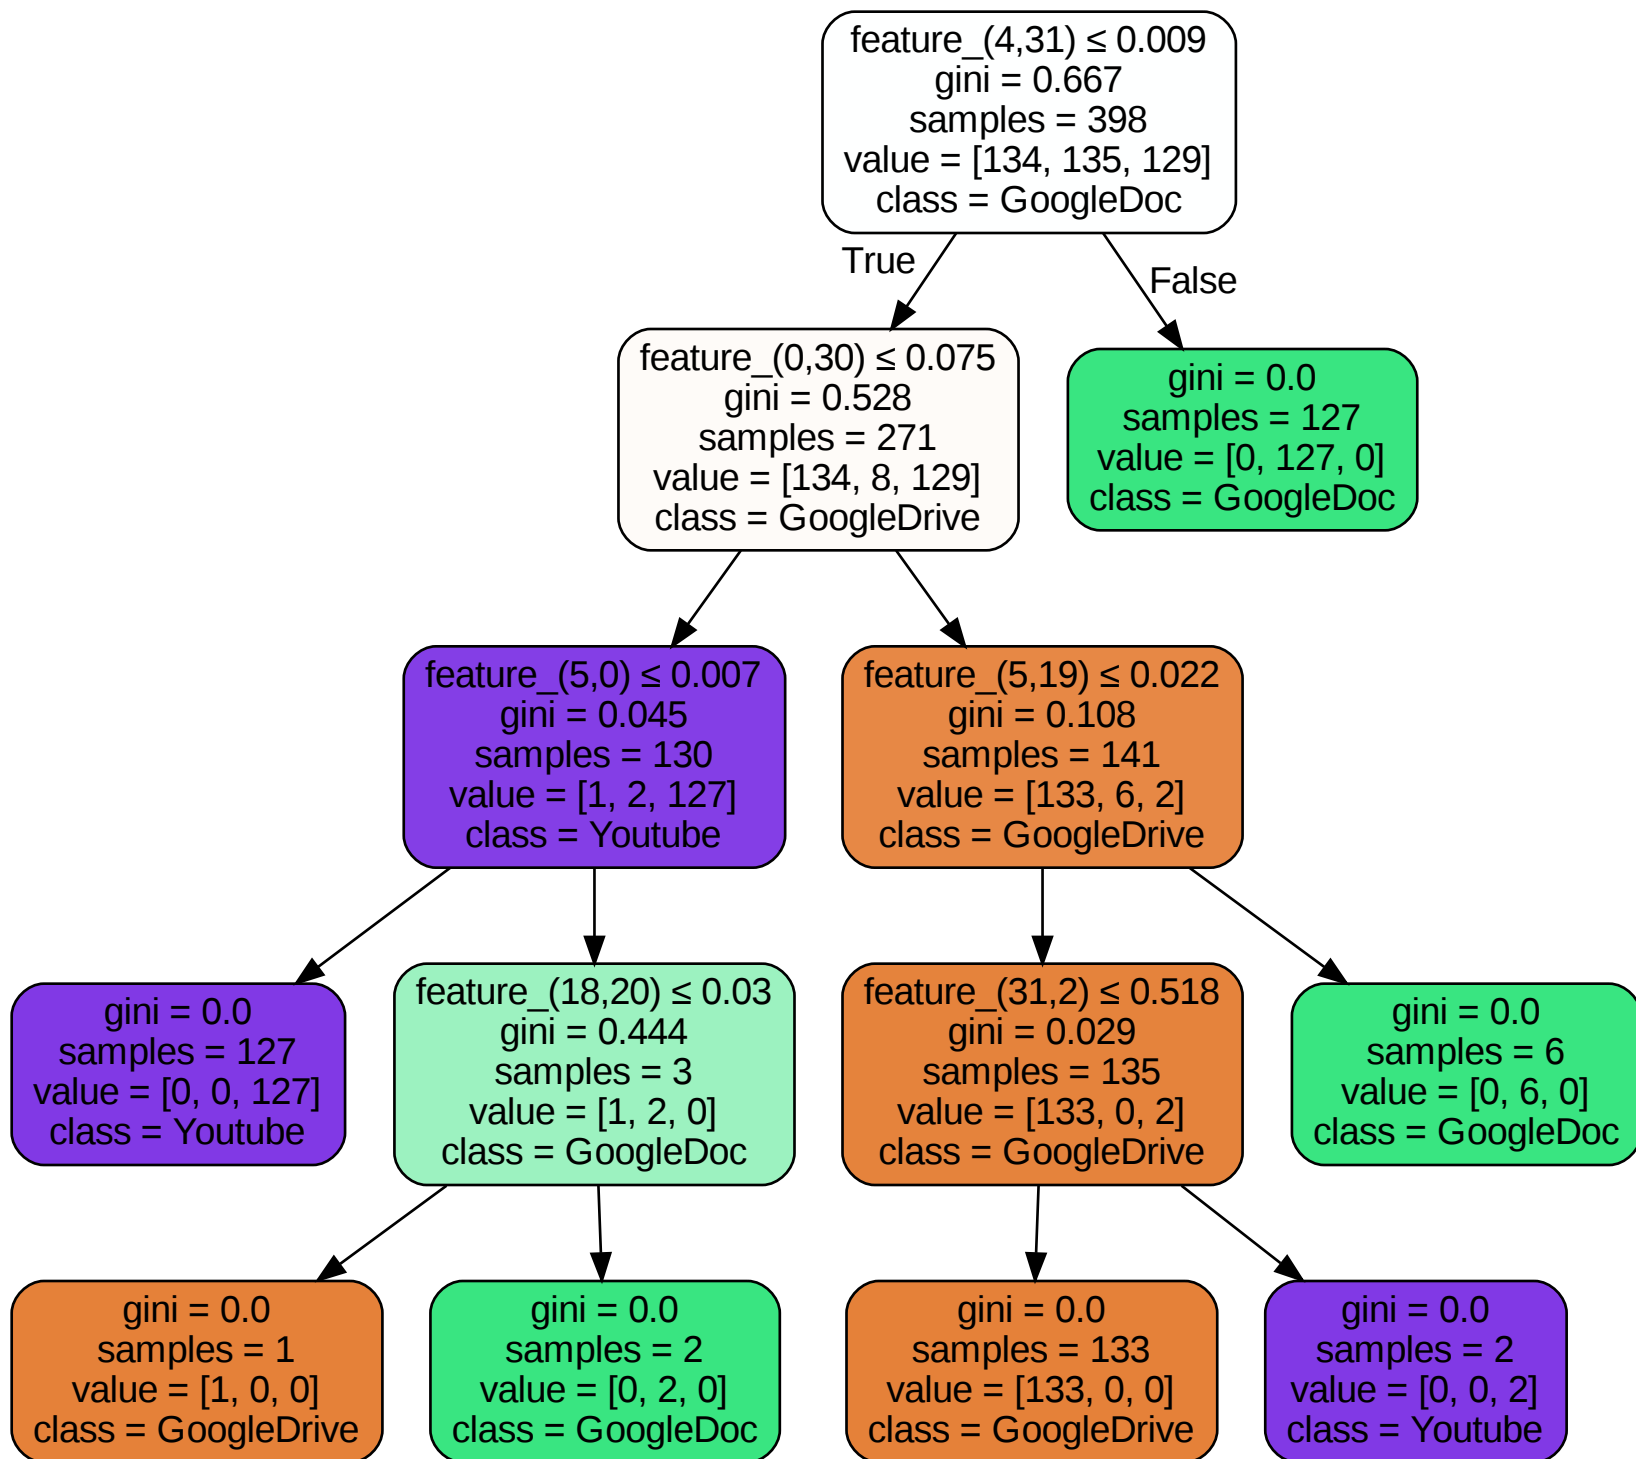 feature_(4,31) ≤ 0.009
gini = 0.667
samples = 398
value = [134, 135, 129]
class = GoogleDoc
True
False
feature_(0,30) ≤ 0.075
gini = 0.528
samples = 271
value = [134, 8, 129]
class = GoogleDrive
gini = 0.0
samples = 127
value = [0, 127, 0]
class = GoogleDoc
feature_(5,0) ≤ 0.007
gini = 0.045
samples = 130
value = [1, 2, 127]
class = Youtube
feature_(5,19) ≤ 0.022
gini = 0.108
samples = 141
value = [133, 6, 2]
class = GoogleDrive
gini = 0.0
samples = 127
value = [0, 0, 127]
class = Youtube
feature_(18,20) ≤ 0.03
gini = 0.444
samples = 3
value = [1, 2, 0]
class = GoogleDoc
feature_(31,2) ≤ 0.518
gini = 0.029
samples = 135
value = [133, 0, 2]
class = GoogleDrive
gini = 0.0
samples = 6
value = [0, 6, 0]
class = GoogleDoc
gini = 0.0
samples = 1
value = [1, 0, 0]
class = GoogleDrive
gini = 0.0
samples = 2
value = [0, 2, 0]
class = GoogleDoc
gini = 0.0
samples = 133
value = [133, 0, 0]
class = GoogleDrive
gini = 0.0
samples = 2
value = [0, 0, 2]
class = Youtube